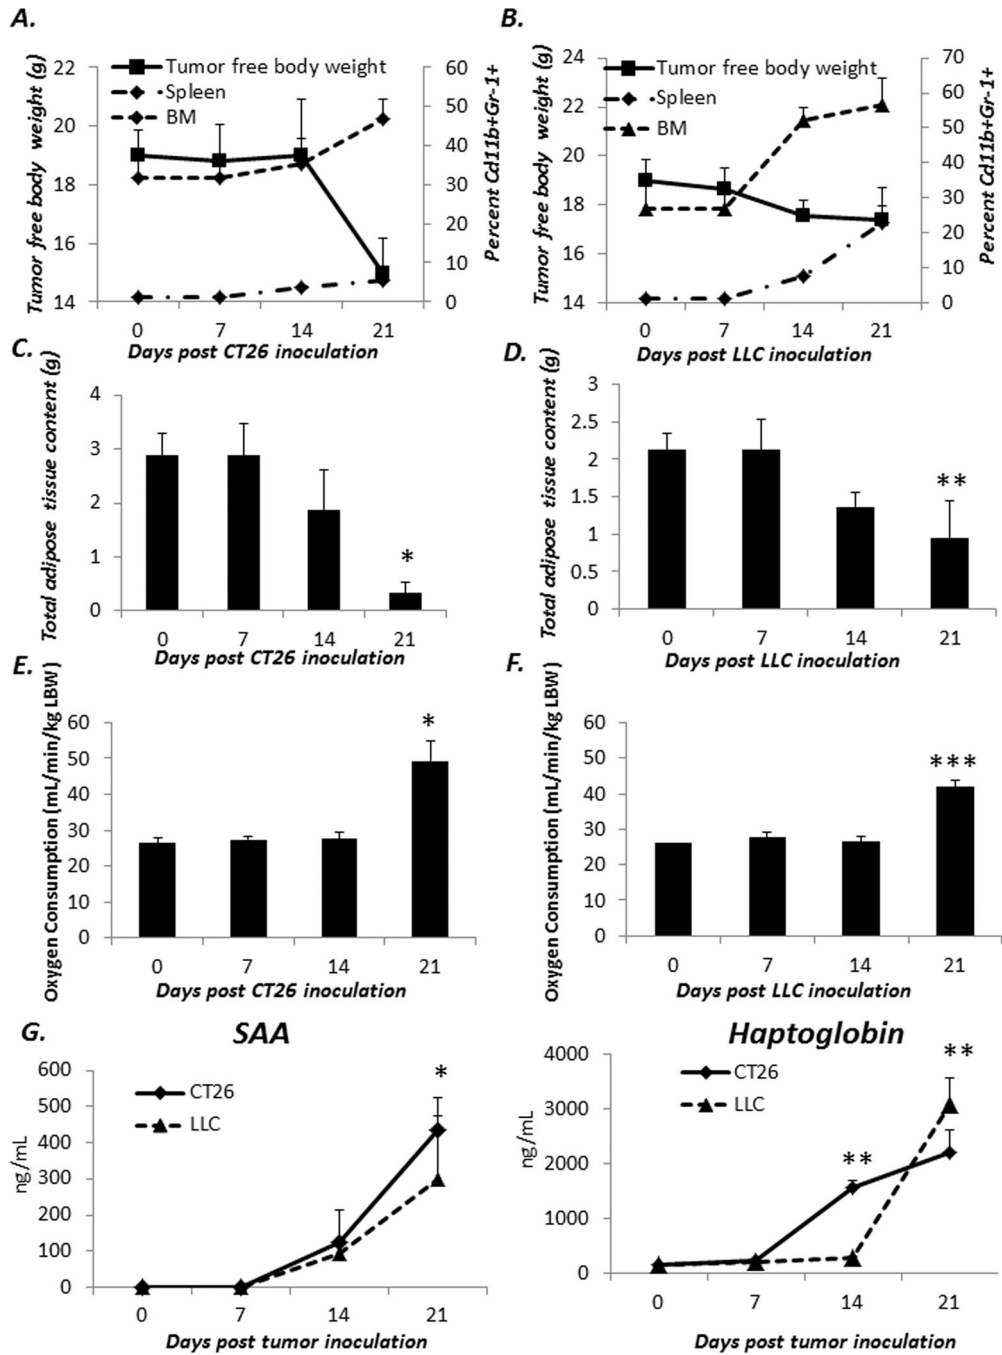 A.
Tumor free body weight (g)
22
20
18
16
14
Tumor free body weight
Spleen
BM
60
50
40
30
20
10
0
Percent Cd11b+Gr-1+
0 7 14 21
Days post CT26 inoculation
B.
Tumor free body weight (g)
24
22
20
18
16
14
Tumor free body weight
Spleen
BM
70
60
50
40
30
20
10
0
Percent Cd11b+Gr-1+
0 7 14 21
Days post LLC inoculation
C.
Total adipose tissue content (g)
4
3
2
1
0
*
0 7 14 21
Days post CT26 inoculation
D.
Total adipose tissue content (g)
3
2.5
2
1.5
1
0.5
0
**
0 7 14 21
Days post LLC inoculation
E.
Oxygen Consumption (mL/min/kg LBW)
60
50
40
30
20
10
0
*
0 7 14 21
Days post CT26 inoculation
F.
Oxygen Consumption (mL/min/kg LBW)
60
50
40
30
20
10
0
***
0 7 14 21
Days post LLC inoculation
G.
SAA
ng/mL
600
500
400
300
200
100
0
CT26
LLC
*
0 7 14 21
Days post tumor inoculation
Haptoglobin
ng/mL
4000
3000
2000
1000
0
CT26
LLC
**
**
0 7 14 21
Days post tumor inoculation